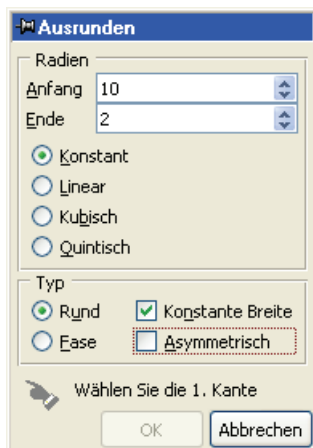 Ausrunden
Radien
Anfang 10
Ende 2
Konstant
Linear
Kubisch
Quintisch
Typ
Rund Konstante Breite
Fase Asymmetrisch
Wählen Sie die 1. Kante
OK Abbrechen